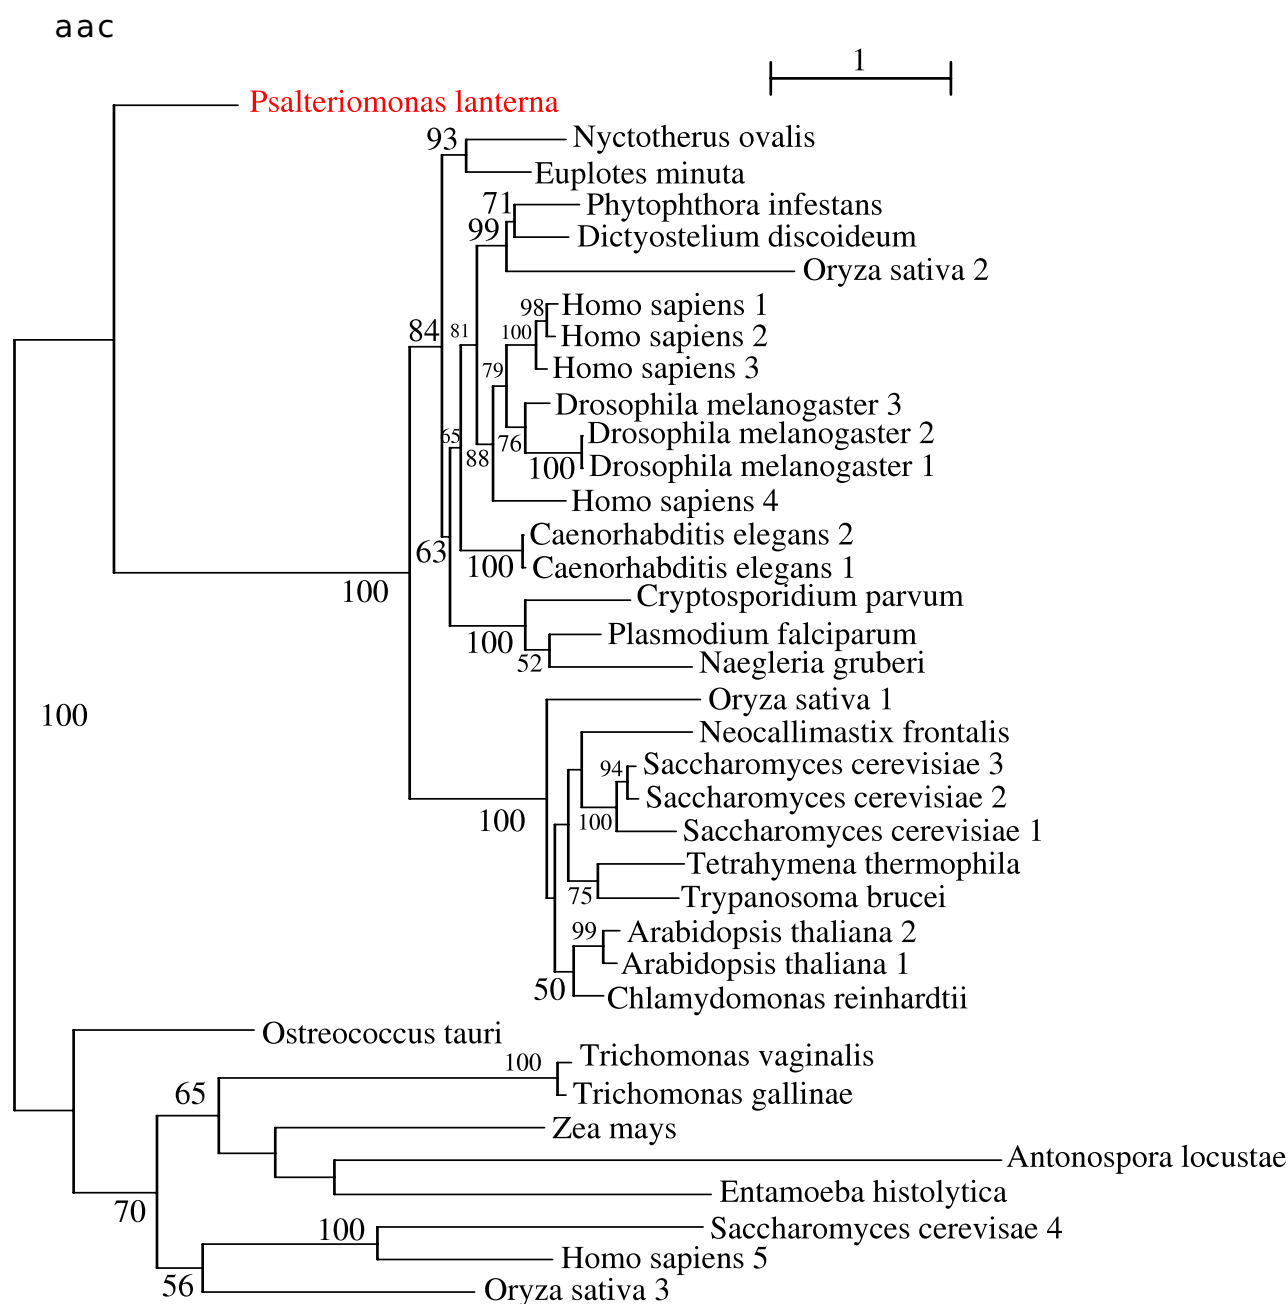 aac
1
Psalteriomonas lanterna
93
Nyctotherus ovalis
Euplotes minuta
71
Phytophthora infestans
99
Dictyostelium discoideum
Oryza sativa 2
98
Homo sapiens 1
84
81
100
Homo sapiens 2
Homo sapiens 3
79
Drosophila melanogaster 3
65
76
Drosophila melanogaster 2
88
100
Drosophila melanogaster 1
Homo sapiens 4
Caenorhabditis elegans 2
63
100
Caenorhabditis elegans 1
100
Cryptosporidium parvum
100
Plasmodium falciparum
52
Naegleria gruberi
Oryza sativa 1
100
Neocallimastix frontalis
94
Saccharomyces cerevisiae 3
Saccharomyces cerevisiae 2
100
100
Saccharomyces cerevisiae 1
Tetrahymena thermophila
75
Trypanosoma brucei
99
Arabidopsis thaliana 2
Arabidopsis thaliana 1
50
Chlamydomonas reinhardtii
Ostreococcus tauri
100
Trichomonas vaginalis
65
Trichomonas gallinae
Zea mays
Antonospora locustae
Entamoeba histolytica
70
100
Saccharomyces cerevisae 4
Homo sapiens 5
56
Oryza sativa 3